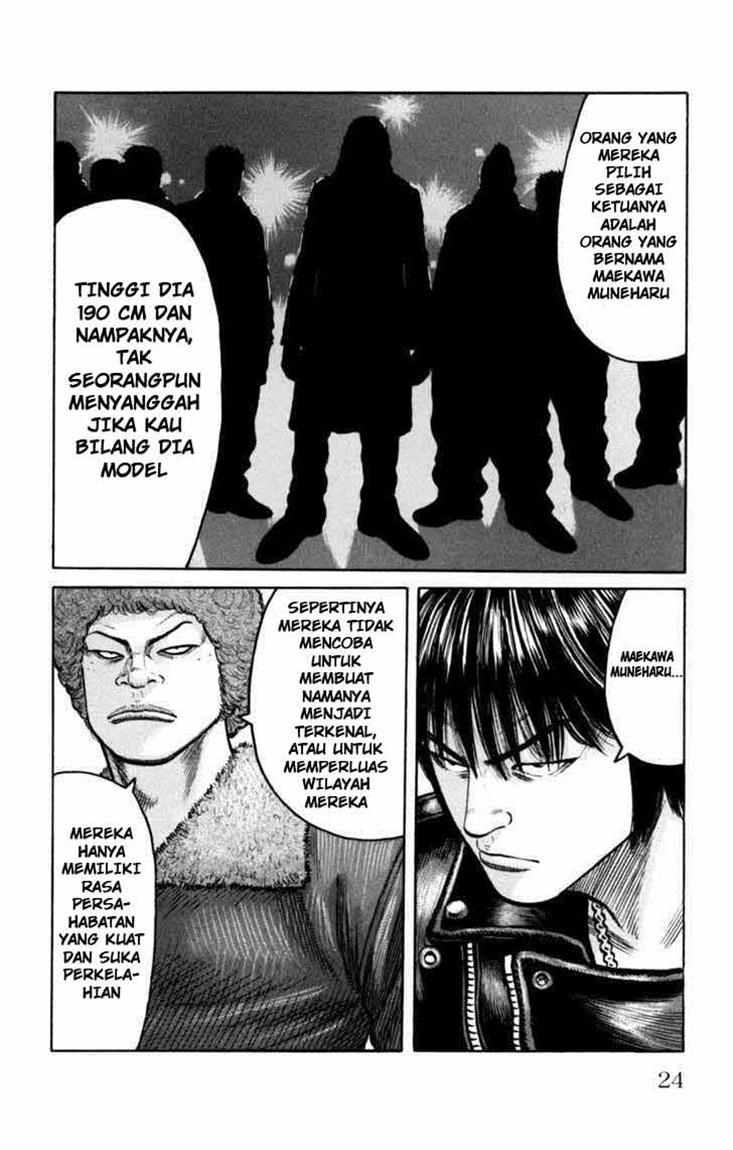 ORANG YANG
MEREKA
PILIH
SEBAGAI
KETUANYA
ADALAH
ORANG YANG
BERNAMA
MAEKAWA
MUNEHARU
TINGGI DIA
190 CM DAN
NAMPAKNYA,
TAK
SEORANGPUN
MENYANGGAH
JIKA KAU
BILANG DIA
MODEL
MAEKAWA
MUNEHARU...
SEPERTINYA
MEREKA TIDAK
MENCOBA
UNTUK
MEMBUAT
NAMANYA
MENJADI
TERKENAL,
ATAU UNTUK
MEMPERLUAS
WILAYAH
MEREKA
MEREKA
HANYA
MEMILIKI
RASA
PERSA-
HABATAN
YANG KUAT
DAN SUKA
PERKELA-
HIAN
24